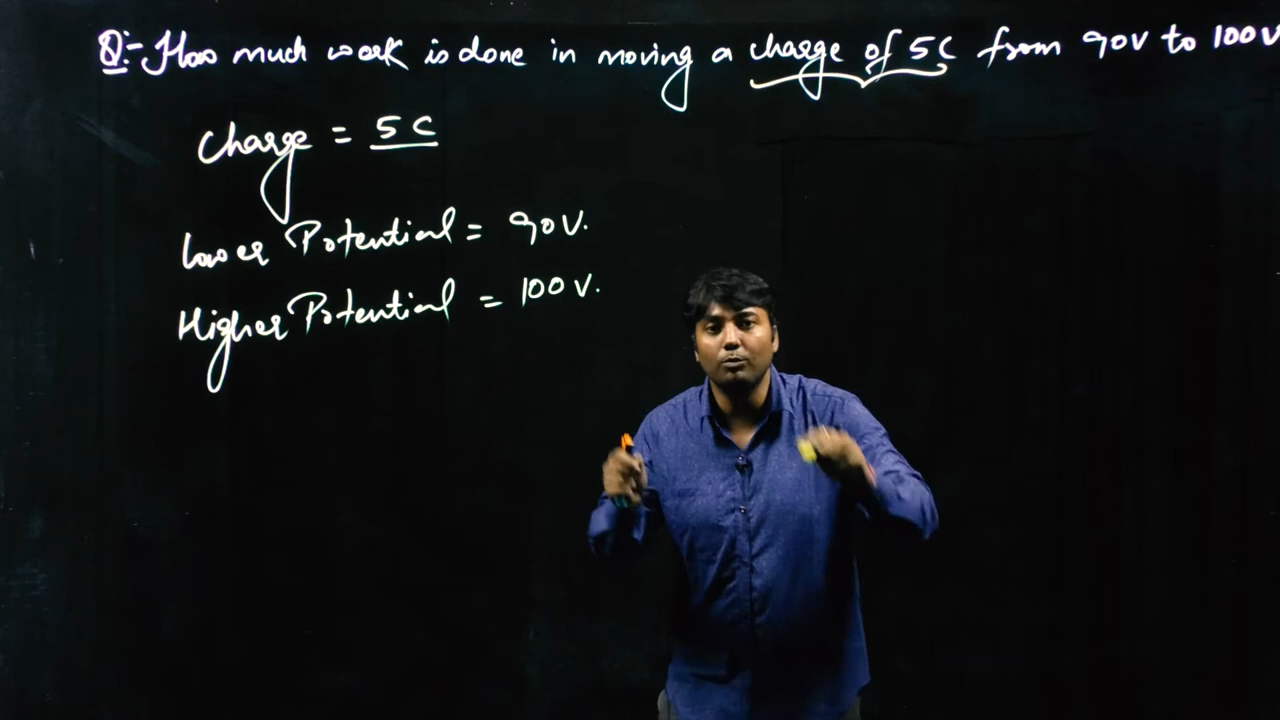 Q:- How much work is done in moving a charge of 5C from 90V to 100V
Charge = 5C
Lower Potential = 90V.
Higher Potential = 100V.